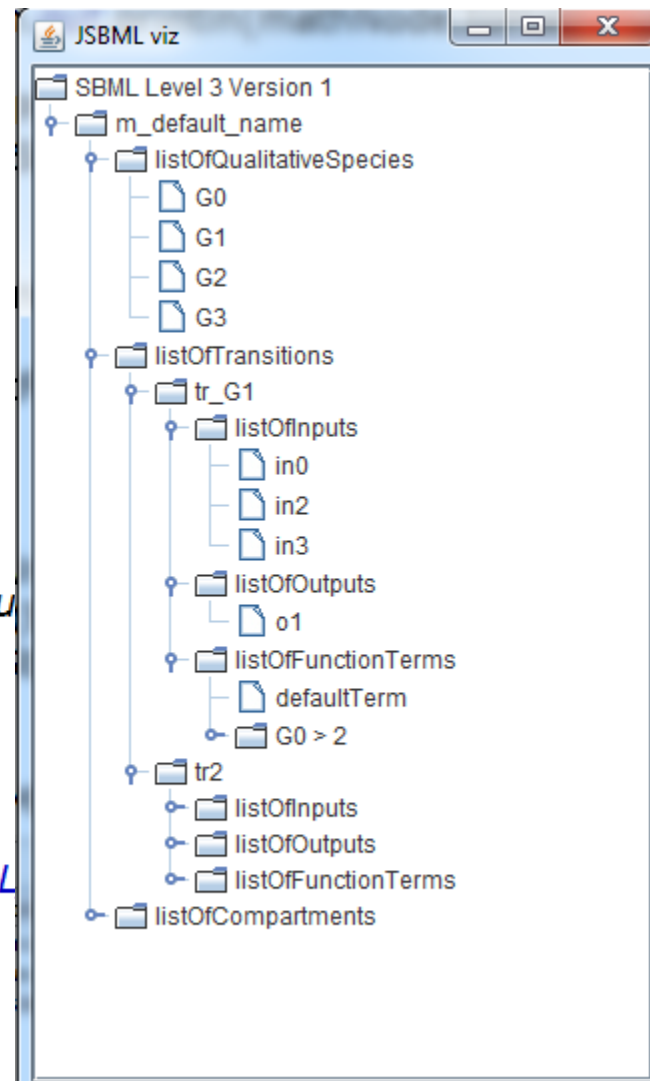 JSBML viz
SBML Level 3 Version 1
m_default_name
listOfQualitativeSpecies
G0
G1
G2
G3
listOfTransitions
tr_G1
listOfInputs
in0
in2
in3
listOfOutputs
o1
listOfFunctionTerms
defaultTerm
G0 > 2
tr2
listOfInputs
listOfOutputs
listOfFunctionTerms
listOfCompartments